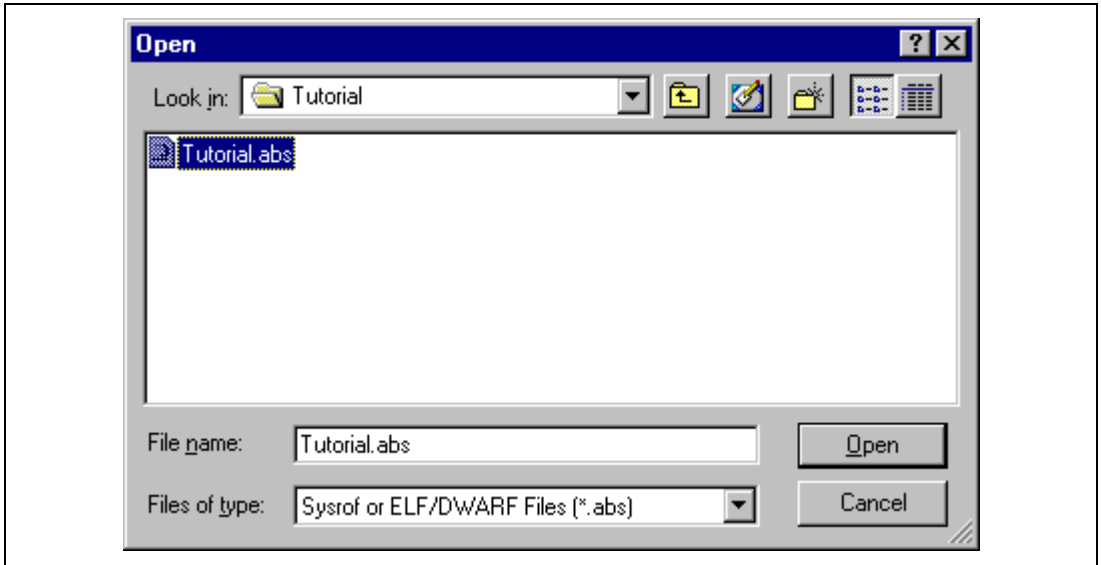 Open
Look in: Tutorial
Tutorial.abs
File name: Tutorial.abs
Open
Files of type: Sysrof or ELF/DWARF Files (*.abs)
Cancel